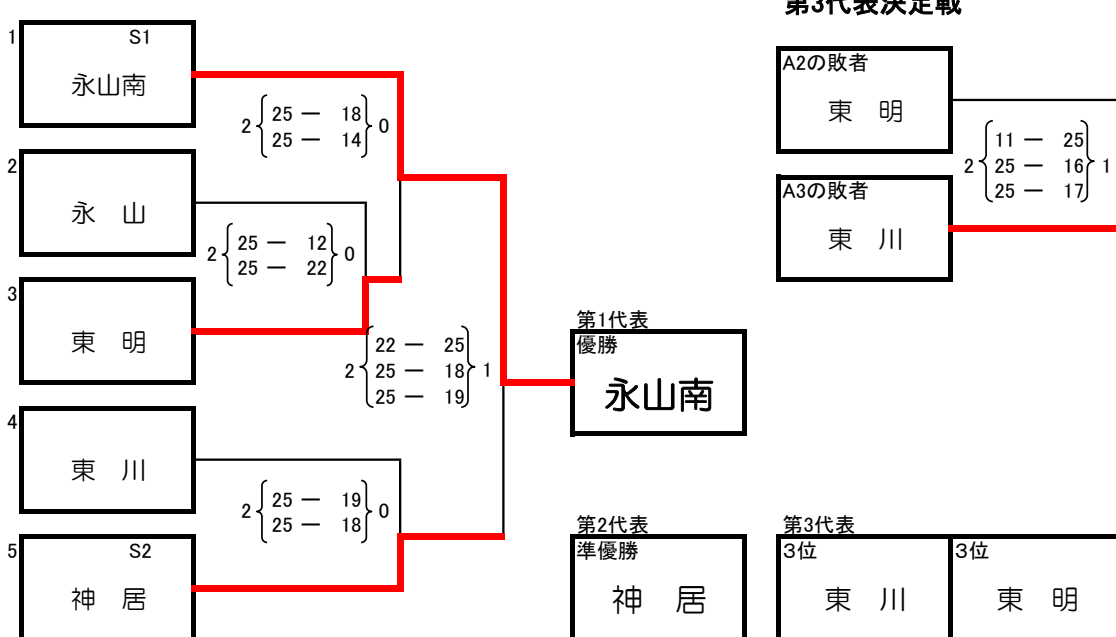 第3代表決定戦
1 S1
永山南
2 25 ― 18 0
25 ― 14
2
永 山
2 25 ― 12 0
25 ― 22
3
東 明
22 ― 25
2 25 ― 18 1
25 ― 19
4
東 川
2 25 ― 19 0
25 ― 18
5 S2
神 居
A2の敗者
東 明
11 ― 25
2 25 ― 16 1
25 ― 17
A3の敗者
東 川
第1代表
優勝
永山南
第2代表
準優勝
神 居
第3代表
3位
東 川
3位
東 明